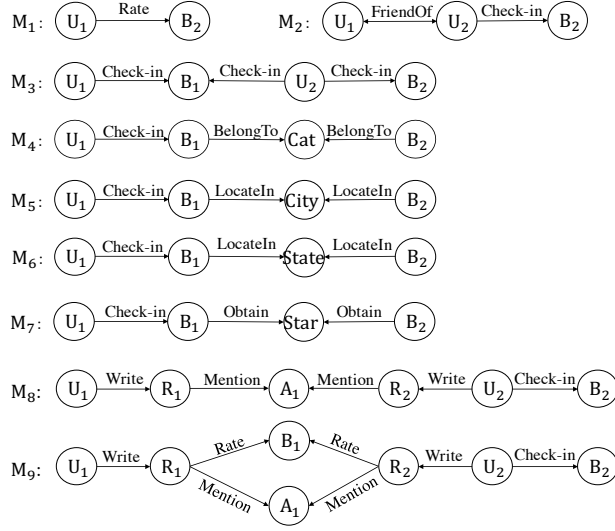 M₁: U₁ Rate B₂ M₂: U₁ FriendOf U₂ Check-in B₂
M₃: U₁ Check-in B₁ Check-in U₂ Check-in B₂
M₄: U₁ Check-in B₁ BelongTo Cat BelongTo B₂
M₅: U₁ Check-in B₁ LocateIn City LocateIn B₂
M₆: U₁ Check-in B₁ LocateIn State LocateIn B₂
M₇: U₁ Check-in B₁ Obtain Star Obtain B₂
M₈: U₁ Write R₁ Mention A₁ Mention R₂ Write U₂ Check-in B₂
M₉: U₁ Write R₁ Rate B₁ Rate R₂ Write U₂ Check-in B₂
Mention A₁ Mention